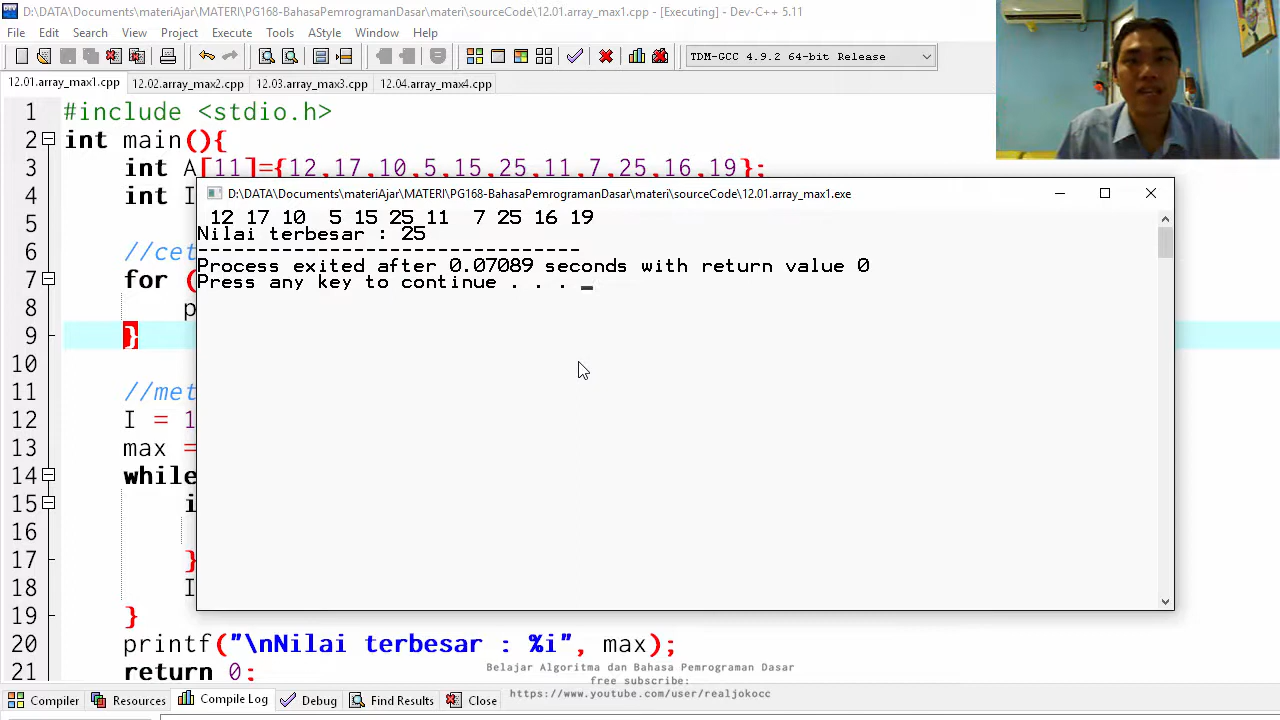 D:\DATA\Documents\materiAjar\MATERI\PG168-BahasaPemrogramanDasar\materi\sourceCode\12.01.array_max1.cpp - [Executing] - Dev-C++ 5.11
File Edit Search View Project Execute Tools AStyle Window Help
TDM-GCC 4.9.2 64-bit Release
12.01.array_max1.cpp 12.02.array_max2.cpp 12.03.array_max3.cpp 12.04.array_max4.cpp
1 #include <stdio.h>
2 int main(){
3 int A[11]={12,17,10,5,15,25,11,7,25,16,19};
4 int I
D:\DATA\Documents\materiAjar\MATERI\PG168-BahasaPemrogramanDasar\materi\sourceCode\12.01.array_max1.exe
12 17 10 5 15 25 11 7 25 16 19
Nilai terbesar : 25
--------------------------------
Process exited after 0.07089 seconds with return value 0
Press any key to continue . . . _
5
6 //cet
7 for (
8 p
9 }
10
11 //met
12 I = 1
13 max =
14 while
15 i
16
17 }
18 I
19 }
20 printf("\nNilai terbesar : %i", max);
21 return 0;
Belajar Algoritma dan Bahasa Pemrograman Dasar
free subscribe:
https://www.youtube.com/user/realjokocc
Compiler Resources Compile Log Debug Find Results Close